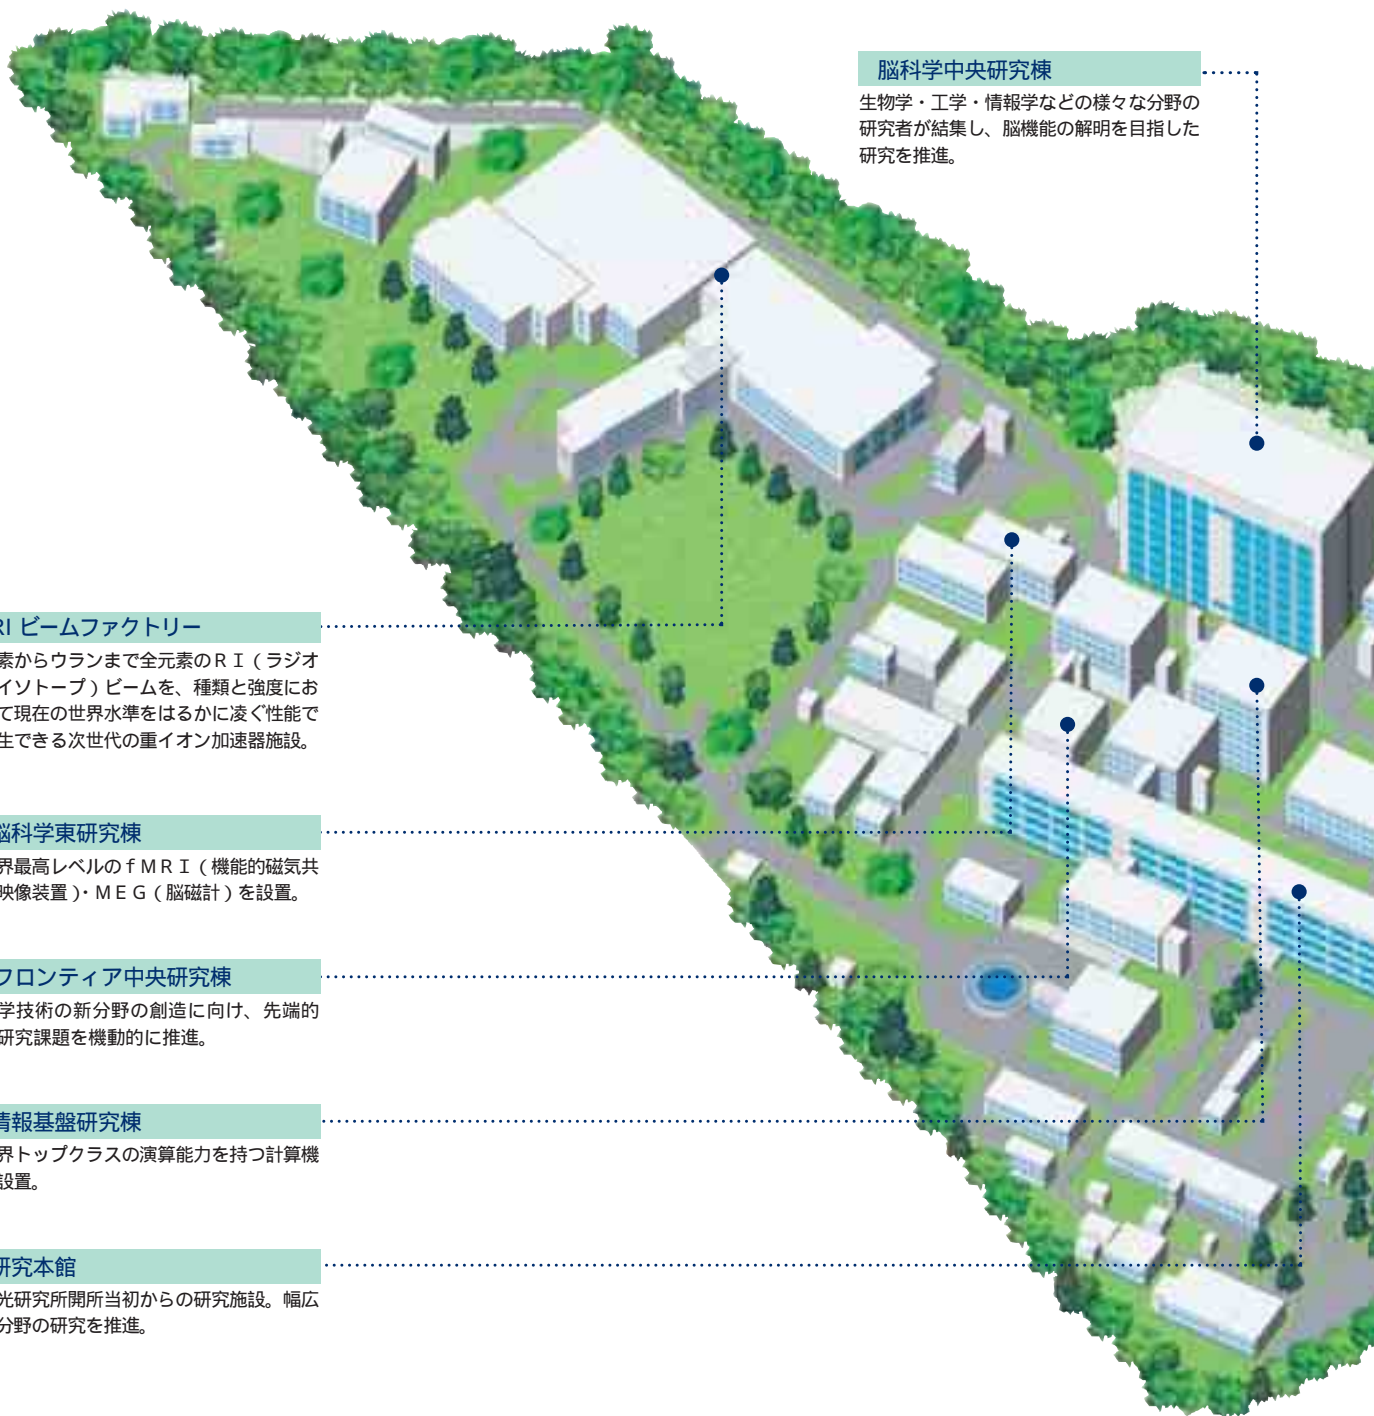 脳科学中央研究棟
生物学・工学・情報学などの様々な分野の
研究者が結集し、脳機能の解明を目指した
研究を推進。
RI ビームファクトリー
素からウランまで全元素のRI(ラジオ
イソトープ)ビームを、種類と強度にお
て現在の世界水準をはるかに凌ぐ性能で
生できる次世代の重イオン加速器施設。
脳科学東研究棟
界最高レベルのfMRI(機能的磁気共
映像装置)・MEG(脳磁計)を設置。
フロンティア中央研究棟
学技術の新分野の創造に向け、先端的
研究課題を機動的に推進。
情報基盤研究棟
界トップクラスの演算能力を持つ計算機
設置。
研究本館
光研究所開所当初からの研究施設。幅広
分野の研究を推進。